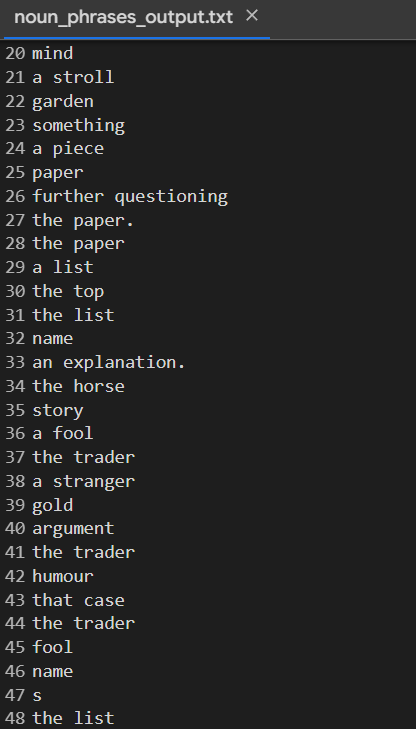 noun_phrases_output.txt ×
20 mind
21 a stroll
22 garden
23 something
24 a piece
25 paper
26 further questioning
27 the paper.
28 the paper
29 a list
30 the top
31 the list
32 name
33 an explanation.
34 the horse
35 story
36 a fool
37 the trader
38 a stranger
39 gold
40 argument
41 the trader
42 humour
43 that case
44 the trader
45 fool
46 name
47 s
48 the list